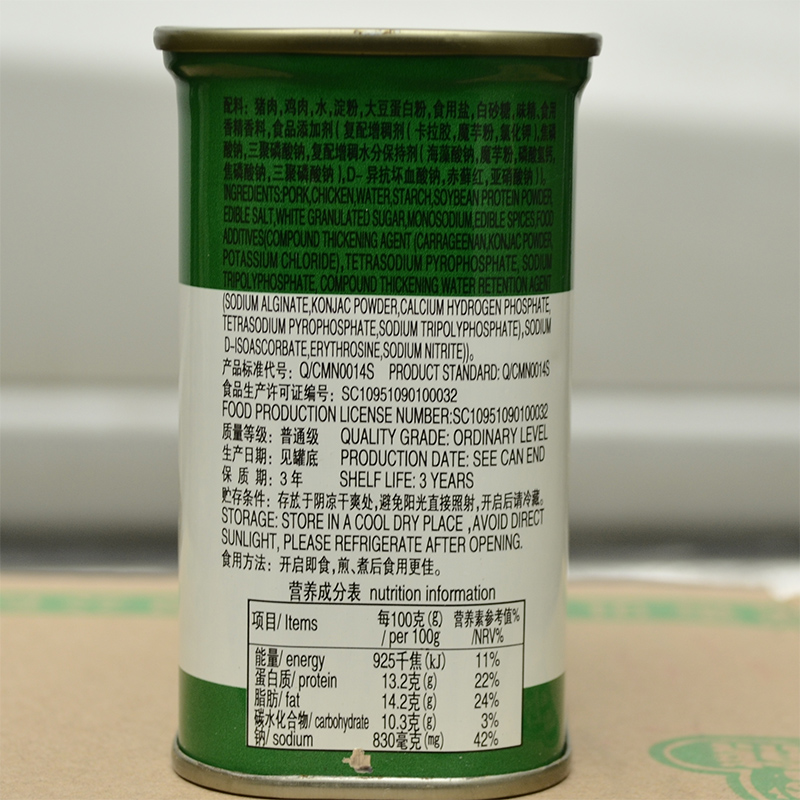 配料：猪肉,鸡肉,水,淀粉,大豆蛋白粉,食用盐,白砂糖,味精,食用
香精香料,食品添加剂(复配增稠剂(卡拉胶,魔芋粉,氯化钾),焦磷
酸钠,三聚磷酸钠,复配增稠水分保持剂(海藻酸钠,魔芋粉,磷酸氢钙,
焦磷酸钠,三聚磷酸钠),D-异抗坏血酸钠,赤藓红,亚硝酸钠)。
INGREDIENTS:PORK,CHICKEN,WATER,STARCH,SOYBEAN PROTEIN POWDER,
EDIBLE SALT,WHITE GRANULATED SUGAR,MONOSODIUM,EDIBLE SPICES,FOOD
ADDITIVES(COMPOUND THICKENING AGENT (CARRAGEENAN,KONJAC POWDER,
POTASSIUM CHLORIDE),TETRASODIUM PYROPHOSPHATE, SODIUM
TRIPOLYPHOSPHATE, COMPOUND THICKENING WATER RETENTION AGENT
(SODIUM ALGINATE,KONJAC POWDER,CALCIUM HYDROGEN PHOSPHATE,
TETRASODIUM PYROPHOSPHATE,SODIUM TRIPOLYPHOSPHATE),SODIUM
D-ISOASCORBATE,ERYTHROSINE,SODIUM NITRITE))。
产品标准代号：Q/CMN0014S PRODUCT STANDARD: Q/CMN0014S
食品生产许可证编号：SC10951090100032
FOOD PRODUCTION LICENSE NUMBER:SC10951090100032
质量等级：普通级 QUALITY GRADE: ORDINARY LEVEL
生产日期：见罐底 PRODUCTION DATE: SEE CAN END
保质期：3年 SHELF LIFE: 3 YEARS
贮存条件：存放于阴凉干爽处,避免阳光直接照射,开启后请冷藏。
STORAGE: STORE IN A COOL DRY PLACE ,AVOID DIRECT
SUNLIGHT, PLEASE REFRIGERATE AFTER OPENING.
食用方法：开启即食,煎、煮后食用更佳。
营养成分表 nutrition information
项目/ Items 每100克(g) / per 100g 营养素参考值% /NRV%
能量/ energy 925千焦(kJ) 11%
蛋白质/ protein 13.2克(g) 22%
脂肪/ fat 14.2克(g) 24%
碳水化合物/ carbohydrate 10.3克(g) 3%
钠/ sodium 830毫克(mg) 42%